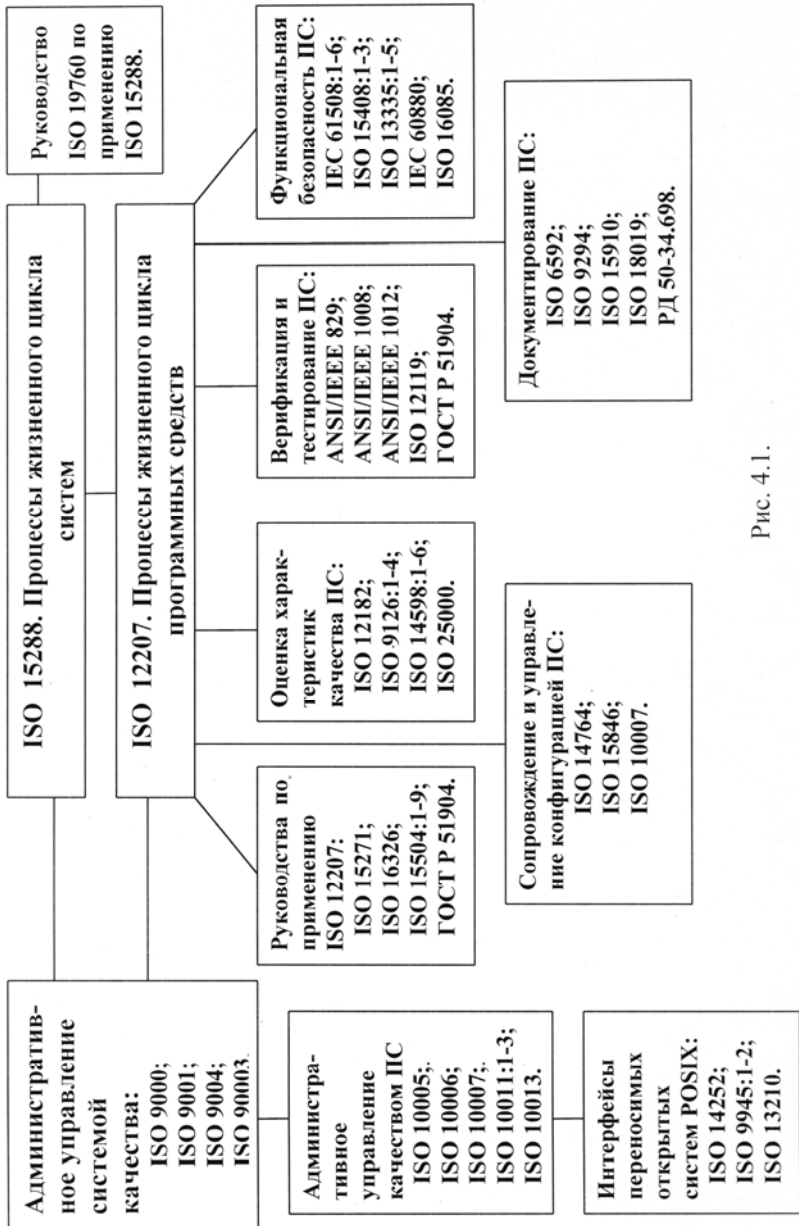 ISO 15288. Процессы жизненного цикла
систем
Руководство
ISO 19760 по
применению
ISO 15288.
Административ-
ное управление
системой
качества:
ISO 9000;
ISO 9001;
ISO 9004;
ISO 90003.
ISO 12207. Процессы жизненного цикла
программных средств
Администра-
тивное
управление
качеством ПС
ISO 10005;.
ISO 10006;
ISO 10007;.
ISO 10011:1-3;
ISO 10013.
Руководства по
применению
ISO 12207:
ISO 15271;
ISO 16326;
ISO 15504:1-9;
ГОСТ Р 51904.
Оценка харак-
теристик
качества ПС:
ISO 12182;
ISO 9126:1-4;
ISO 14598:1-6;
ISO 25000.
Верификация и
тестирование ПС:
ANSI/IEEE 829;
ANSI/IEEE 1008;
ANSI/IEEE 1012;
ISO 12119;
ГОСТ Р 51904.
Функциональная
безопасность ПС:
IEC 61508:1-6;
ISO 15408:1-3;
ISO 13335:1-5;
IEC 60880;
ISO 16085.
Интерфейсы
переносимых
открытых
систем POSIX:
ISO 14252;
ISO 9945:1-2;
ISO 13210.
Сопровождение и управле-
ние конфигурацией ПС:
ISO 14764;
ISO 15846;
ISO 10007.
Документирование ПС:
ISO 6592;
ISO 9294;
ISO 15910;
ISO 18019;
РД 50-34.698.
Рис. 4.1.